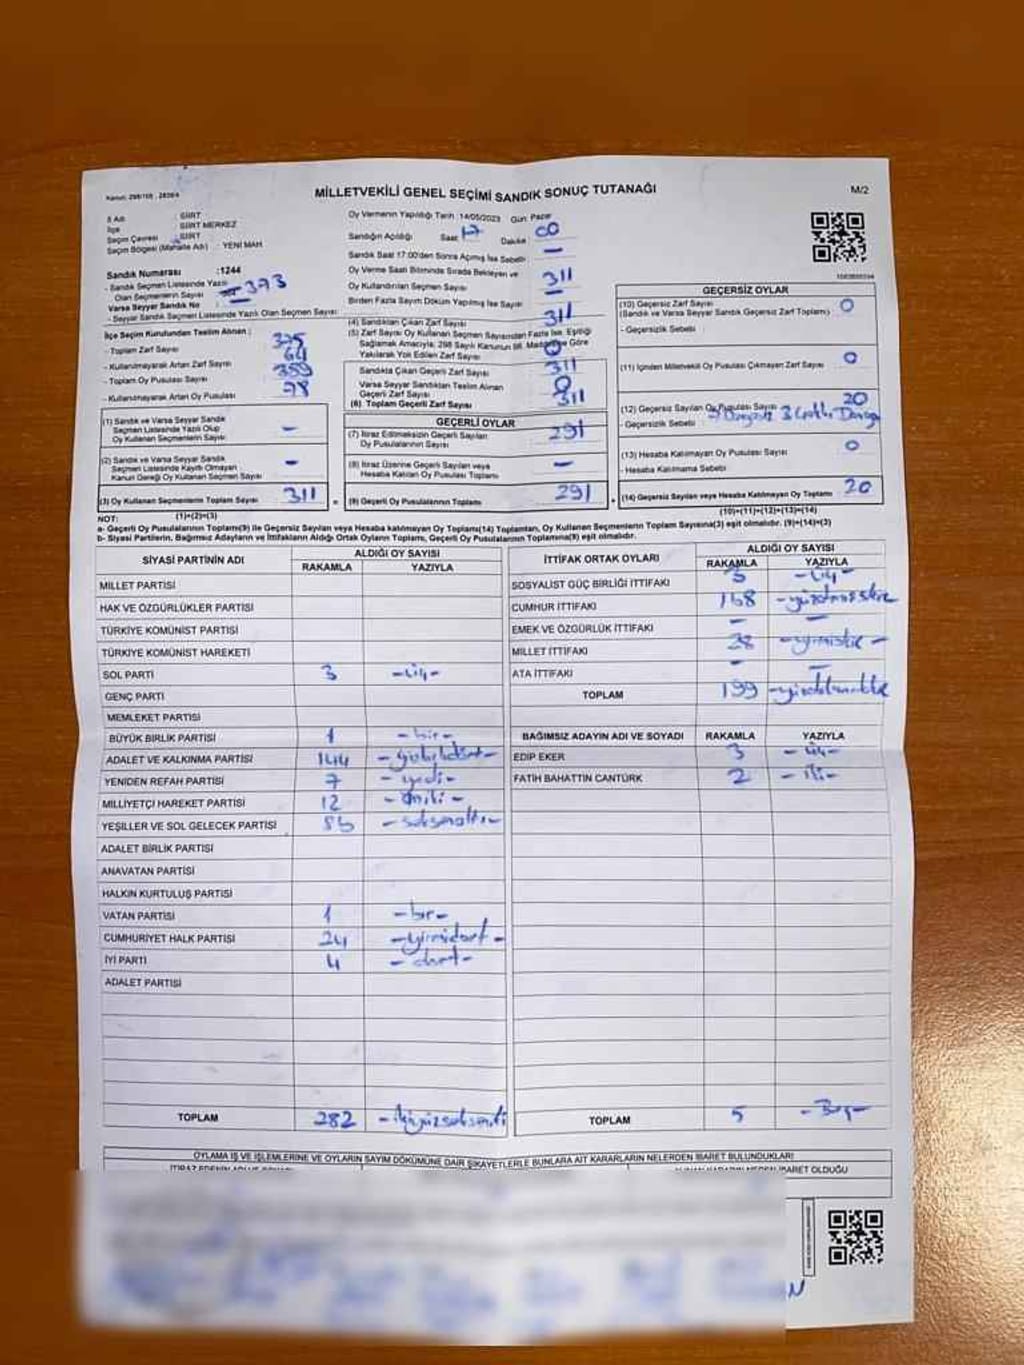 MİLLETVEKİLİ GENEL SEÇİMİ SANDIK SONUÇ TUTANAĞI
M/2
İl Adı : SİİRT
İlçe : SİİRT MERKEZ
Seçim Çevresi : SİİRT
Seçim Bölgesi (Mahalle Adı) : YENİ MAH.
Sandık Numarası :1244
- Sandık Seçmen Listesinde Yazılı
Olan Seçmenlerin Sayısı 373
Varsa Seyyar Sandık No —
- Seyyar Sandık Seçmen Listesinde Yazılı Olan Seçmen Sayısı
İlçe Seçim Kurulundan Teslim Alınan :
- Toplam Zarf Sayısı 375
- Kullanılmayarak Artan Zarf Sayısı 64
- Toplam Oy Pusulası Sayısı 389
- Kullanılmayarak Artan Oy Pusulası 78
(1) Sandık ve Varsa Seyyar Sandık
Seçmen Listesinde Yazılı Olup
Oy Kullanan Seçmenlerin Sayısı —
(2) Sandık ve Varsa Seyyar Sandık
Seçmen Listesinde Kayıtlı Olmayan
Kanun Gereği Oy Kullanan Seçmen Sayısı —
(3) Oy Kullanan Seçmenlerin Toplam Sayısı 311 =
(1)+(2)=(3)
Oy Vermenin Yapıldığı Tarih :14/05/2023 Gün: Pazar
Sandığın Açıldığı Saat 17 Dakika 00
Sandık Saat 17:00'den Sonra Açılmış İse Sebebi —
Oy Verme Saati Bitiminde Sırada Bekleyen ve
Oy Kullandırılan Seçmen Sayısı 311
Birden Fazla Sayım Döküm Yapılmış İse Sayısı —
(4) Sandıktan Çıkan Zarf Sayısı 311
(5) Zarf Sayısı Oy Kullanan Seçmen Sayısından Fazla İse, Eşitliği
Sağlamak Amacıyla; 298 Sayılı Kanunun 98. Maddesine Göre
Yakılarak Yok Edilen Zarf Sayısı 0
Sandıkta Çıkan Geçerli Zarf Sayısı 311
Varsa Seyyar Sandıktan Teslim Alınan
Geçerli Zarf Sayısı 0
(6) Toplam Geçerli Zarf Sayısı 311
GEÇERLİ OYLAR
(7) İtiraz Edilmeksizin Geçerli Sayılan
Oy Pusulalarının Sayısı 291
(8) İtiraz Üzerine Geçerli Sayılan veya
Hesaba Katılan Oy Pusulası Toplamı —
(9) Geçerli Oy Pusulalarının Toplamı 291 +
GEÇERSİZ OYLAR
(10) Geçersiz Zarf Sayısı 0
(Sandık ve Varsa Seyyar Sandık Geçersiz Zarf Toplamı)
- Geçersizlik Sebebi
(11) İçinden Milletvekili Oy Pusulası Çıkmayan Zarf Sayısı 0
(12) Geçersiz Sayılan Oy Pusulası Sayısı 20
- Geçersizlik Sebebi
(13) Hesaba Katılmayan Oy Pusulası Sayısı 0
- Hesaba Katılmama Sebebi
(14) Geçersiz Sayılan veya Hesaba Katılmayan Oy Toplamı 20
(10)+(11)+(12)+(13)=(14)
NOT:
a- Geçerli Oy Pusulalarının Toplamı(9) ile Geçersiz Sayılan veya Hesaba katılmayan Oy Toplamı(14) Toplamları, Oy Kullanan Seçmenlerin Toplam Sayısına(3) eşit olmalıdır. (9)+(14)=(3)
b- Siyasi Partilerin, Bağımsız Adayların ve İttifakların Aldığı Ortak Oyların Toplamı, Geçerli Oy Pusulalarının Toplamına(9) eşit olmalıdır.
SİYASİ PARTİNİN ADI ALDIĞI OY SAYISI
RAKAMLA YAZIYLA
MİLLET PARTİSİ
HAK VE ÖZGÜRLÜKLER PARTİSİ
TÜRKİYE KOMÜNİST PARTİSİ
TÜRKİYE KOMÜNİST HAREKETİ
SOL PARTİ 3 -üç-
GENÇ PARTİ
MEMLEKET PARTİSİ
BÜYÜK BİRLİK PARTİSİ 1 -bir-
ADALET VE KALKINMA PARTİSİ 144
YENİDEN REFAH PARTİSİ 7 -yedi-
MİLLİYETÇİ HAREKET PARTİSİ 12 -oniki-
YEŞİLLER VE SOL GELECEK PARTİSİ 86 -seksenaltı-
ADALET BİRLİK PARTİSİ
ANAVATAN PARTİSİ
HALKIN KURTULUŞ PARTİSİ
VATAN PARTİSİ 1 -bir-
CUMHURİYET HALK PARTİSİ 24 -yirmidört-
İYİ PARTİ 4 -dört-
ADALET PARTİSİ
TOPLAM 282 -ikiyüzsekseniki
İTTİFAK ORTAK OYLARI ALDIĞI OY SAYISI
RAKAMLA YAZIYLA
SOSYALİST GÜÇ BİRLİĞİ İTTİFAKI 3 -üç-
CUMHUR İTTİFAKI 168
EMEK VE ÖZGÜRLÜK İTTİFAKI — —
MİLLET İTTİFAKI 28 -yirmisekiz-
ATA İTTİFAKI — —
TOPLAM 199
BAĞIMSIZ ADAYIN ADI VE SOYADI RAKAMLA YAZIYLA
EDİP EKER 3 -üç-
FATİH BAHATTİN CANTÜRK 2 -iki-
TOPLAM 5 -Beş-
OYLAMA İŞ VE İŞLEMLERİNE VE OYLARIN SAYIM DÖKÜMÜNE DAİR ŞİKAYETLERLE BUNLARA AİT KARARLARIN NELERDEN İBARET BULUNDUKLARI